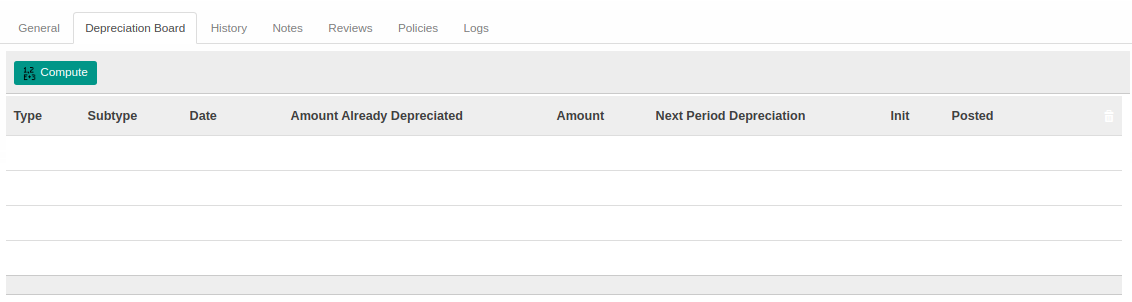 General Depreciation Board History Notes Reviews Policies Logs
Compute
Type Subtype Date Amount Already Depreciated Amount Next Period Depreciation Init Posted